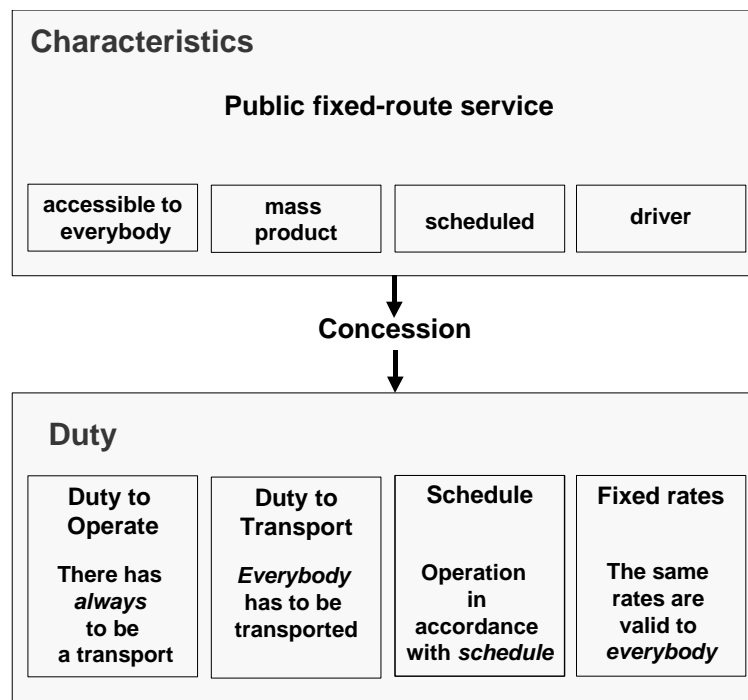 Characteristics
Public fixed-route service
accessible to
everybody
mass
product
scheduled
driver
Concession
Duty
Duty to
Operate
There has
always
to be
a transport
Duty to
Transport
Everybody
has to be
transported
Schedule
Operation
in
accordance
with schedule
Fixed rates
The same
rates are
valid to
everybody